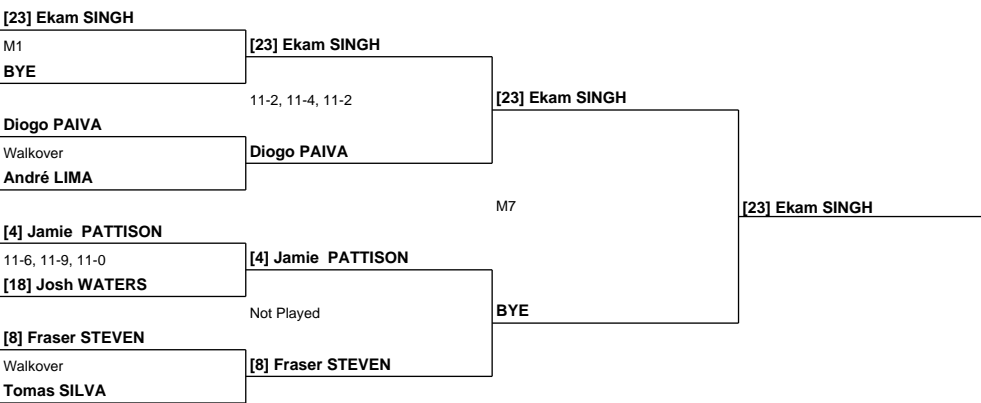 [23] Ekam SINGH
M1
BYE
Diogo PAIVA
Walkover
André LIMA
[4] Jamie PATTISON
11-6, 11-9, 11-0
[18] Josh WATERS
[8] Fraser STEVEN
Walkover
Tomas SILVA
[23] Ekam SINGH
11-2, 11-4, 11-2
Diogo PAIVA
[4] Jamie PATTISON
Not Played
[8] Fraser STEVEN
[23] Ekam SINGH
M7
BYE
[23] Ekam SINGH